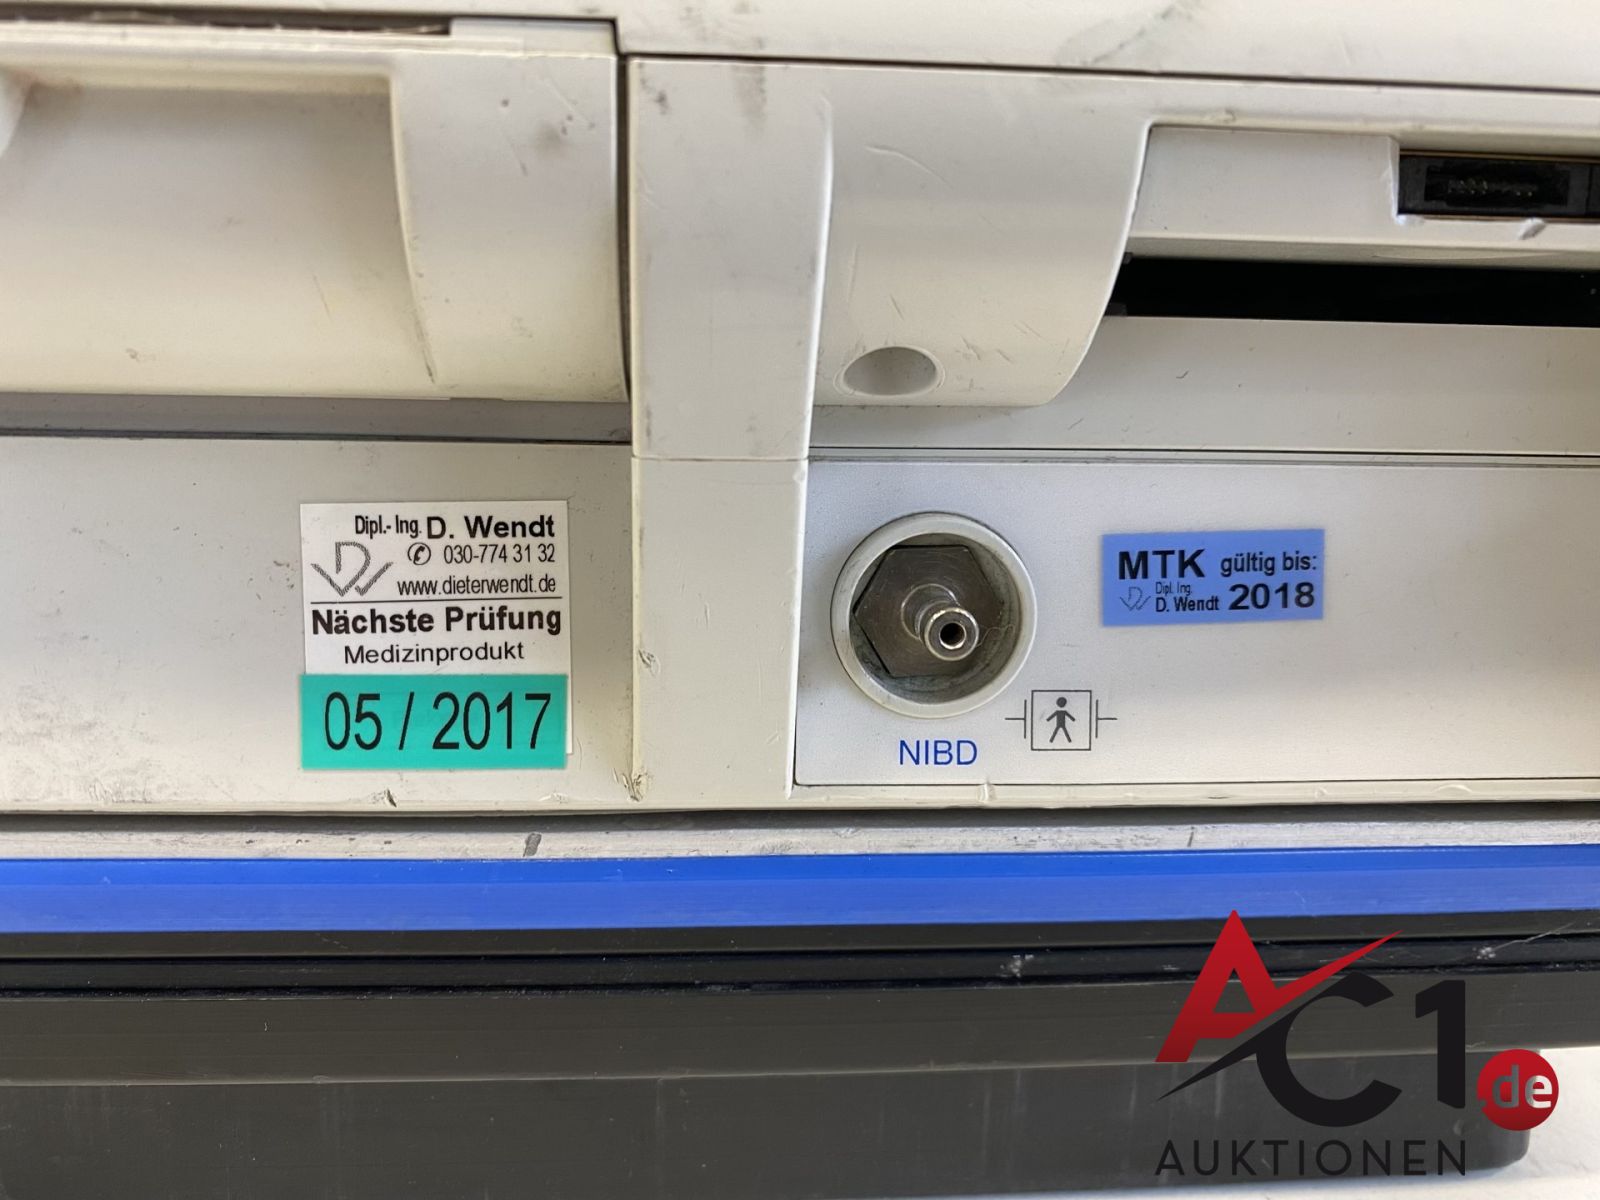 Dipl.- Ing. D. Wendt
✆ 030-774 31 32
www.dieterwendt.de
Nächste Prüfung
Medizinprodukt
05 / 2017
NIBD
MTK gültig bis:
Dipl. Ing.
D. Wendt 2018
AC1.de
AUKTIONEN